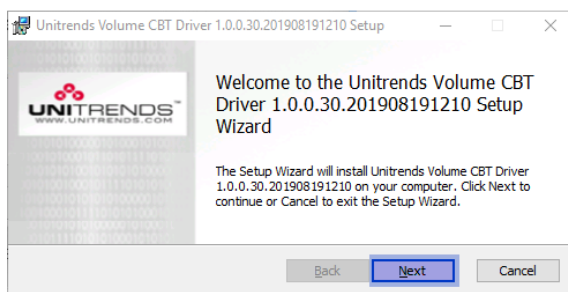 Unitrends Volume CBT Driver 1.0.0.30.201908191210 Setup
UNITRENDS™
WWW.UNITRENDS.COM
Welcome to the Unitrends Volume CBT
Driver 1.0.0.30.201908191210 Setup
Wizard
The Setup Wizard will install Unitrends Volume CBT Driver
1.0.0.30.201908191210 on your computer. Click Next to
continue or Cancel to exit the Setup Wizard.
Back Next Cancel